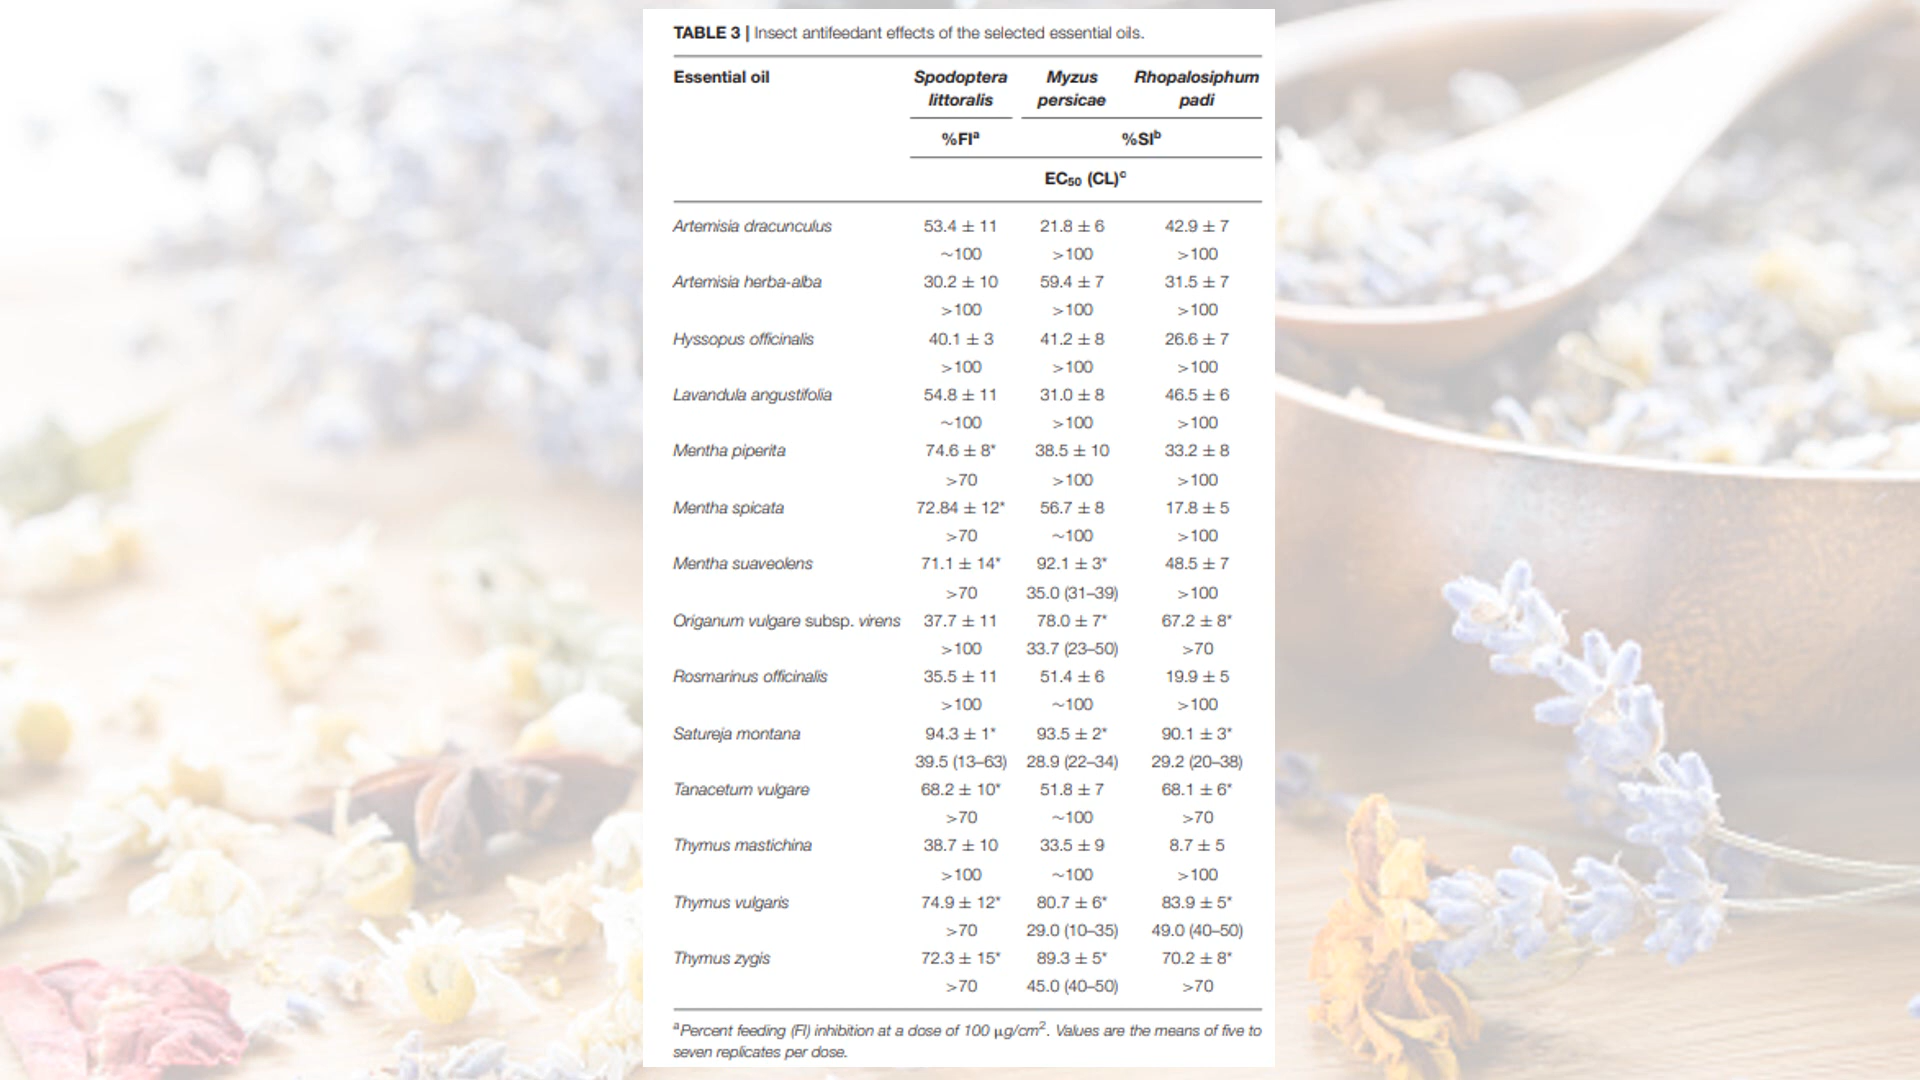 TABLE 3 | Insect antifeedant effects of the selected essential oils.
Essential oil Spodoptera littoralis Myzus persicae Rhopalosiphum padi
%FIᵃ %SIᵇ
EC₅₀ (CL)ᶜ
Artemisia dracunculus 53.4 ± 11 21.8 ± 6 42.9 ± 7
~100 >100 >100
Artemisia herba-alba 30.2 ± 10 59.4 ± 7 31.5 ± 7
>100 >100 >100
Hyssopus officinalis 40.1 ± 3 41.2 ± 8 26.6 ± 7
>100 >100 >100
Lavandula angustifolia 54.8 ± 11 31.0 ± 8 46.5 ± 6
~100 >100 >100
Mentha piperita 74.6 ± 8* 38.5 ± 10 33.2 ± 8
>70 >100 >100
Mentha spicata 72.84 ± 12* 56.7 ± 8 17.8 ± 5
>70 ~100 >100
Mentha suaveolens 71.1 ± 14* 92.1 ± 3* 48.5 ± 7
>70 35.0 (31–39) >100
Origanum vulgare subsp. virens 37.7 ± 11 78.0 ± 7* 67.2 ± 8*
>100 33.7 (23–50) >70
Rosmarinus officinalis 35.5 ± 11 51.4 ± 6 19.9 ± 5
>100 ~100 >100
Satureja montana 94.3 ± 1* 93.5 ± 2* 90.1 ± 3*
39.5 (13–63) 28.9 (22–34) 29.2 (20–38)
Tanacetum vulgare 68.2 ± 10* 51.8 ± 7 68.1 ± 6*
>70 ~100 >70
Thymus mastichina 38.7 ± 10 33.5 ± 9 8.7 ± 5
>100 ~100 >100
Thymus vulgaris 74.9 ± 12* 80.7 ± 6* 83.9 ± 5*
>70 29.0 (10–35) 49.0 (40–50)
Thymus zygis 72.3 ± 15* 89.3 ± 5* 70.2 ± 8*
>70 45.0 (40–50) >70
ᵃPercent feeding (FI) inhibition at a dose of 100 μg/cm². Values are the means of five to
seven replicates per dose.